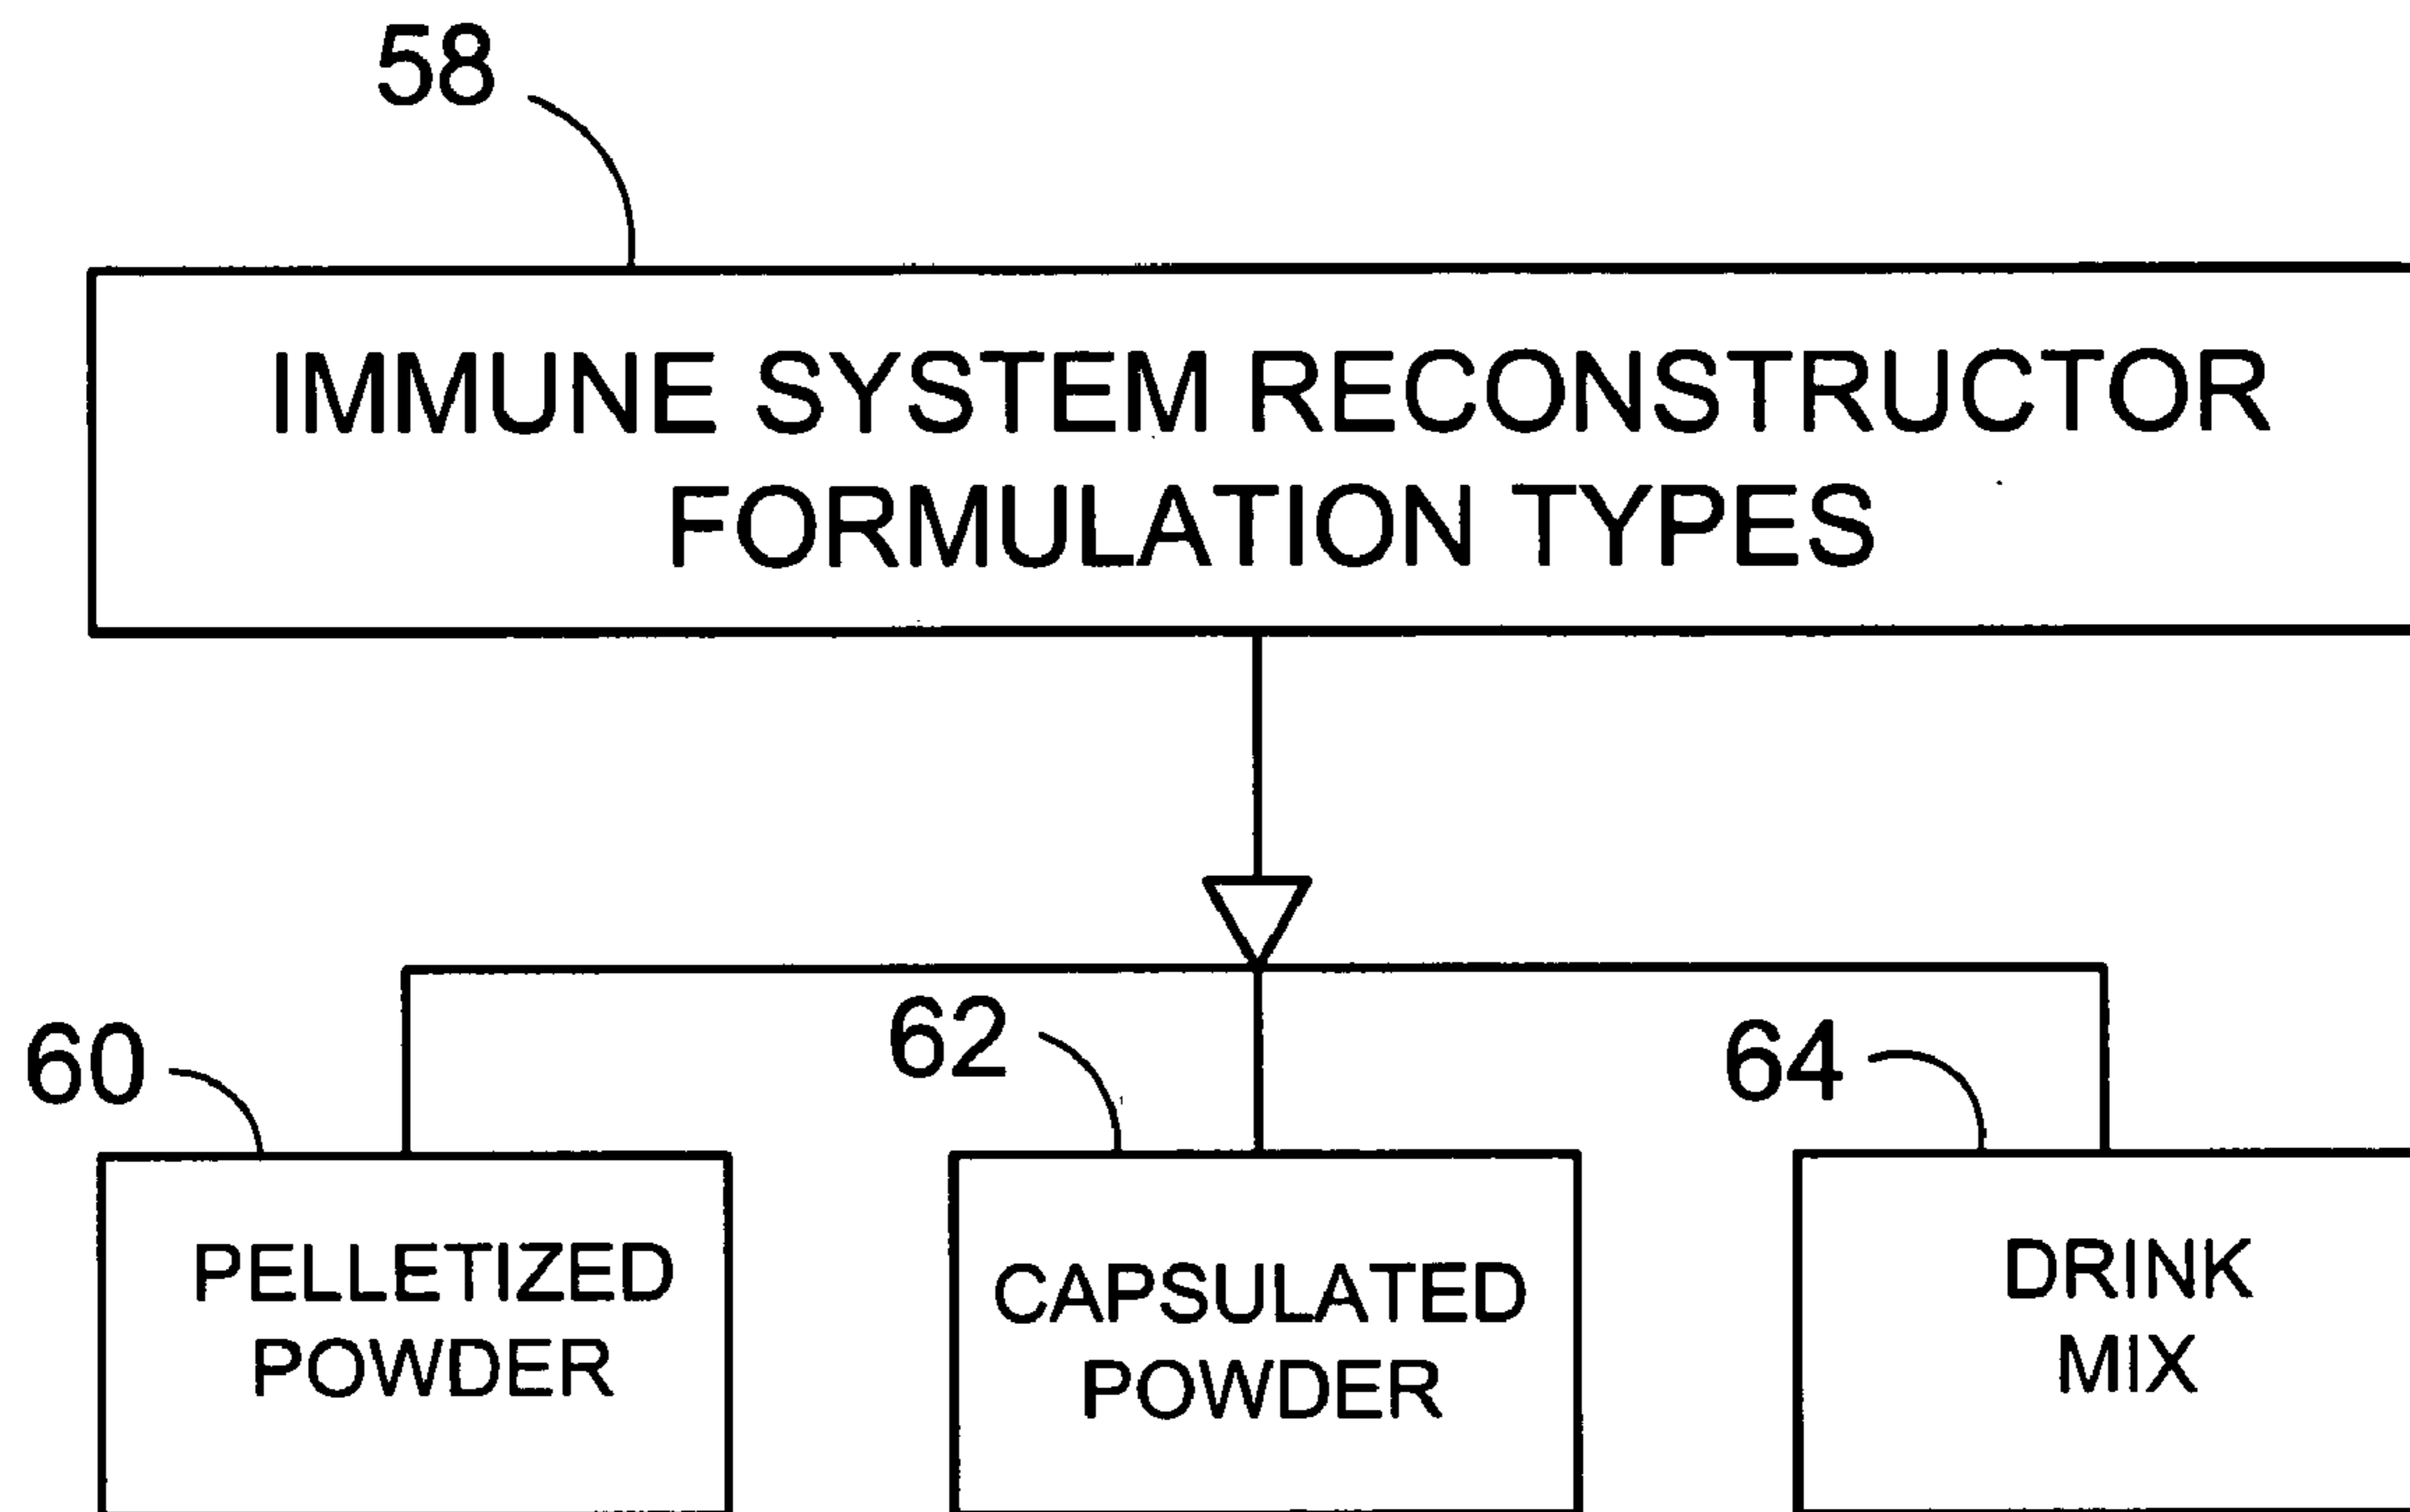 58
IMMUNE SYSTEM RECONSTRUCTOR
FORMULATION TYPES
60
62
64
PELLETIZED
POWDER
CAPSULATED
POWDER
DRINK
MIX